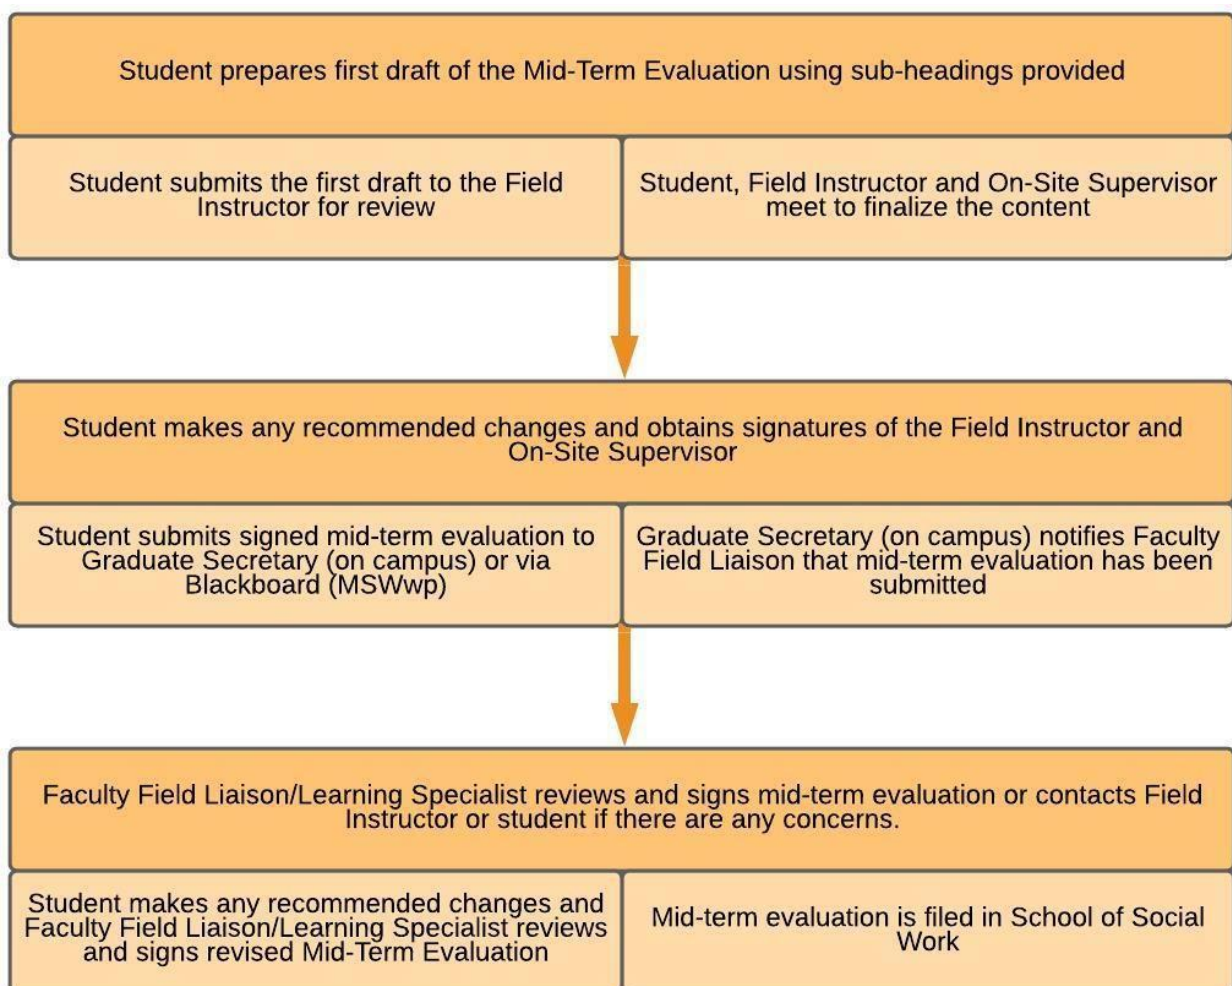 Student prepares first draft of the Mid-Term Evaluation using sub-headings provided
Student submits the first draft to the Field
Instructor for review
Student, Field Instructor and On-Site Supervisor
meet to finalize the content
Student makes any recommended changes and obtains signatures of the Field Instructor and
On-Site Supervisor
Student submits signed mid-term evaluation to
Graduate Secretary (on campus) or via
Blackboard (MSWwp)
Graduate Secretary (on campus) notifies Faculty
Field Liaison that mid-term evaluation has been
submitted
Faculty Field Liaison/Learning Specialist reviews and signs mid-term evaluation or contacts Field
Instructor or student if there are any concerns.
Student makes any recommended changes and
Faculty Field Liaison/Learning Specialist reviews
and signs revised Mid-Term Evaluation
Mid-term evaluation is filed in School of Social
Work